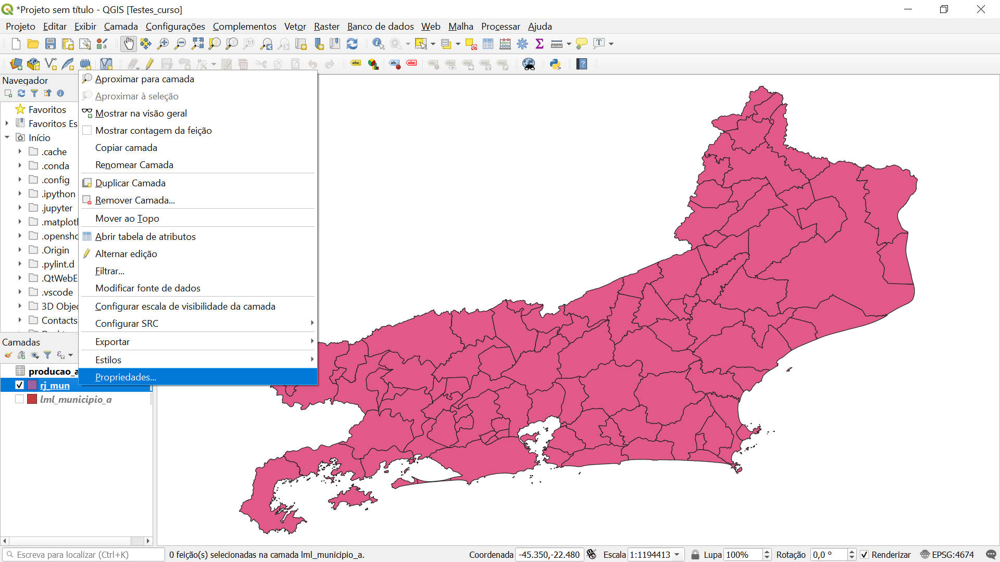 *Projeto sem título - QGIS [Testes_curso]
Projeto Editar Exibir Camada Configurações Complementos Vetor Raster Banco de dados Web Malha Processar Ajuda
Navegador
Favoritos
Favoritos Es
Início
.cache
.conda
.config
.ipython
.jupyter
.matplotl
.opensho
.Origin
.pylint.d
.QtWebE
.vscode
3D Objec
Contacts
Aproximar para camada
Aproximar à seleção
Mostrar na visão geral
Mostrar contagem da feição
Copiar camada
Renomear Camada
Duplicar Camada
Remover Camada...
Mover ao Topo
Abrir tabela de atributos
Alternar edição
Filtrar...
Modificar fonte de dados
Configurar escala de visibilidade da camada
Configurar SRC
Exportar
Estilos
Propriedades...
Camadas
producao_a
rj_mun
lml_municipio_a
Escreva para localizar (Ctrl+K)
0 feição(s) selecionadas na camada lml_municipio_a.
Coordenada -45.350,-22.480 Escala 1:1194413 Lupa 100% Rotação 0,0 ° Renderizar EPSG:4674